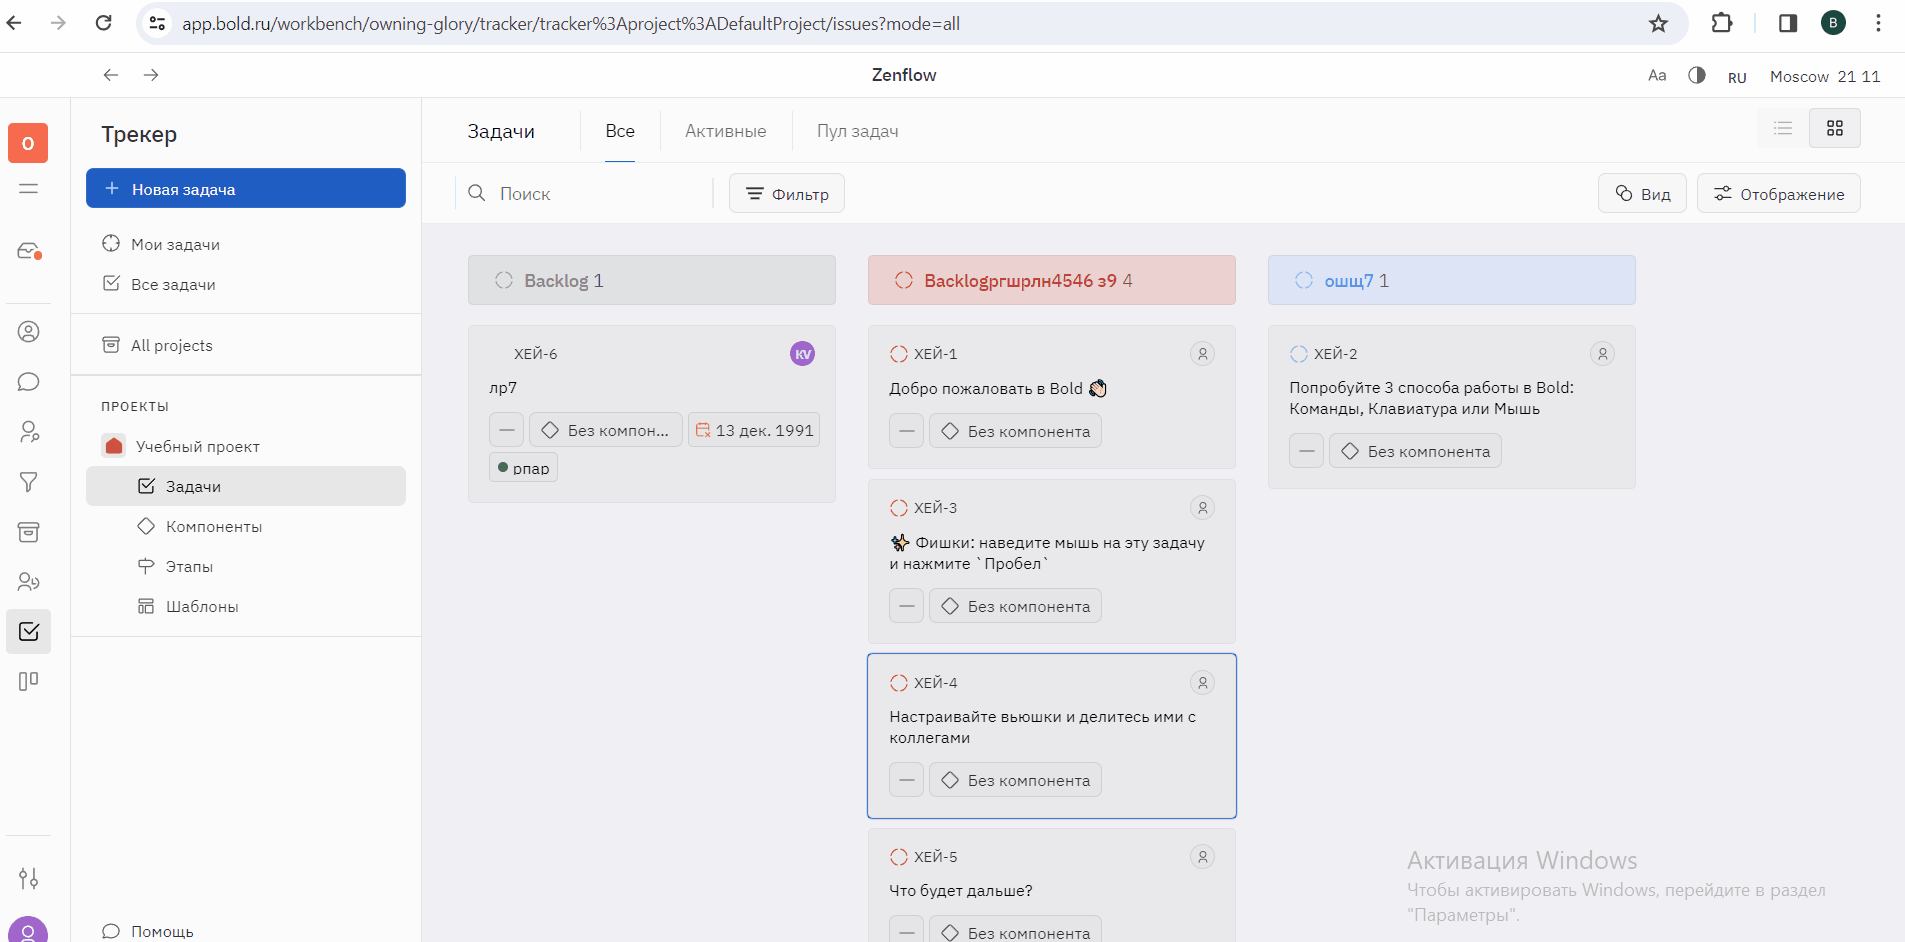 app.bold.ru/workbench/owning-glory/tracker/tracker%3Aproject%3ADefaultProject/issues?mode=all
B
Zenflow
Aa
RU
Moscow 21 11
O
Трекер
Новая задача
Мои задачи
Все задачи
All projects
ПРОЕКТЫ
Учебный проект
Задачи
Компоненты
Этапы
Шаблоны
Помощь
Задачи
Все
Активные
Пул задач
Поиск
Фильтр
Вид
Отображение
Backlog 1
ХЕЙ-6
KV
лр7
Без компон...
13 дек. 1991
рпар
Backlogргшрлн4546 з9 4
ХЕЙ-1
Добро пожаловать в Bold 👋
Без компонента
ХЕЙ-3
✨ Фишки: наведите мышь на эту задачу
и нажмите `Пробел`
Без компонента
ХЕЙ-4
Настраивайте вьюшки и делитесь ими с
коллегами
Без компонента
ХЕЙ-5
Что будет дальше?
Без компонента
ошщ7 1
ХЕЙ-2
Попробуйте 3 способа работы в Bold:
Команды, Клавиатура или Мышь
Без компонента
Активация Windows
Чтобы активировать Windows, перейдите в раздел
"Параметры".